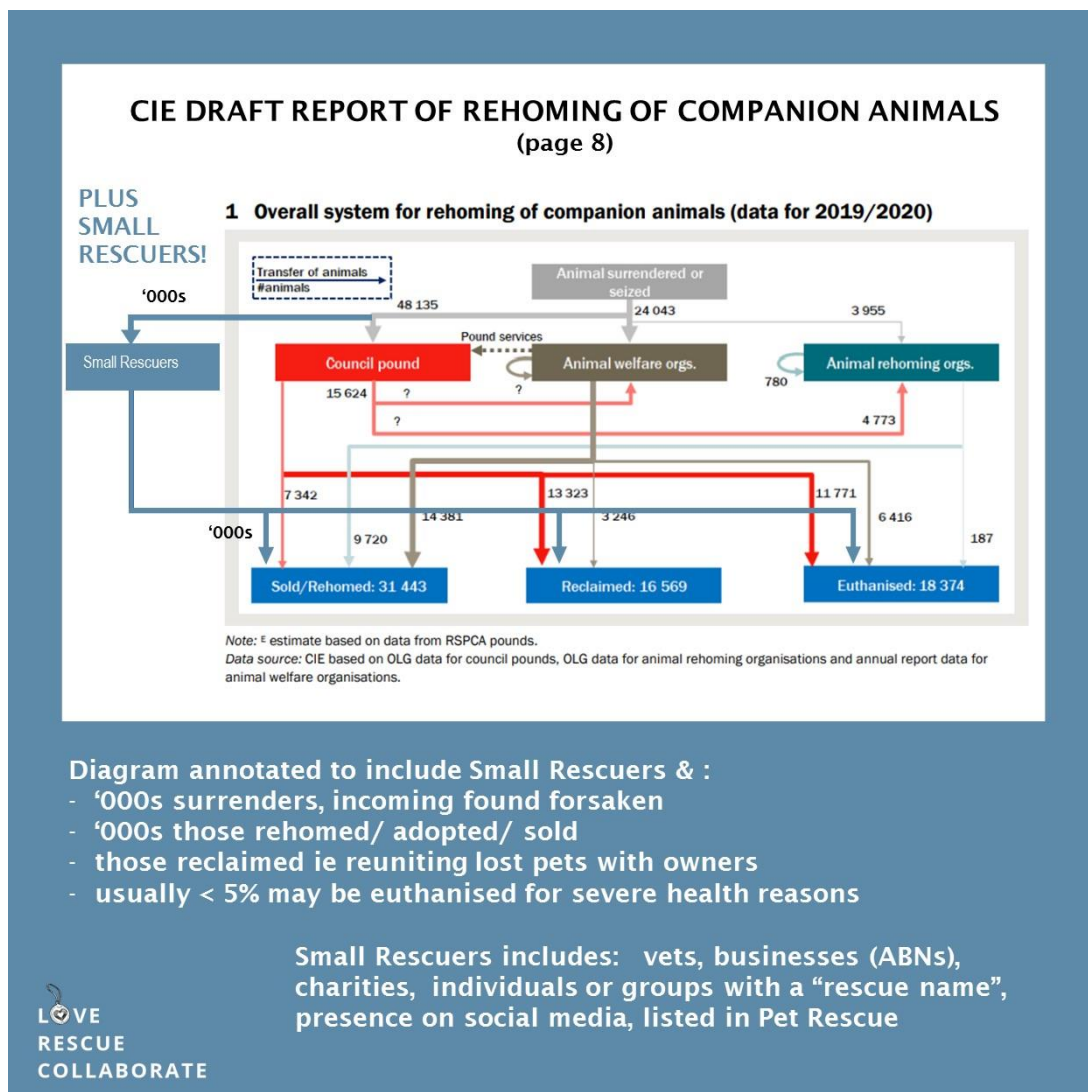 CIE DRAFT REPORT OF REHOMING OF COMPANION ANIMALS
(page 8)
PLUS
SMALL
RESCUERS!
1 Overall system for rehoming of companion animals (data for 2019/2020)
Transfer of animals
#animals
Animal surrendered or
seized
‘000s
48 135
24 043
3 955
Pound services
Small Rescuers
Council pound
Animal welfare orgs.
Animal rehoming orgs.
15 624
?
?
780
?
4 773
7 342
13 323
11 771
14 381
3 246
6 416
‘000s
9 720
187
Sold/Rehomed: 31 443
Reclaimed: 16 569
Euthanised: 18 374
Note: E estimate based on data from RSPCA pounds.
Data source: CIE based on OLG data for council pounds, OLG data for animal rehoming organisations and annual report data for
animal welfare organisations.
Diagram annotated to include Small Rescuers & :
- ‘000s surrenders, incoming found forsaken
- ‘000s those rehomed/ adopted/ sold
- those reclaimed ie reuniting lost pets with owners
- usually < 5% may be euthanised for severe health reasons
Small Rescuers includes: vets, businesses (ABNs),
charities, individuals or groups with a “rescue name”,
presence on social media, listed in Pet Rescue
LOVE
RESCUE
COLLABORATE